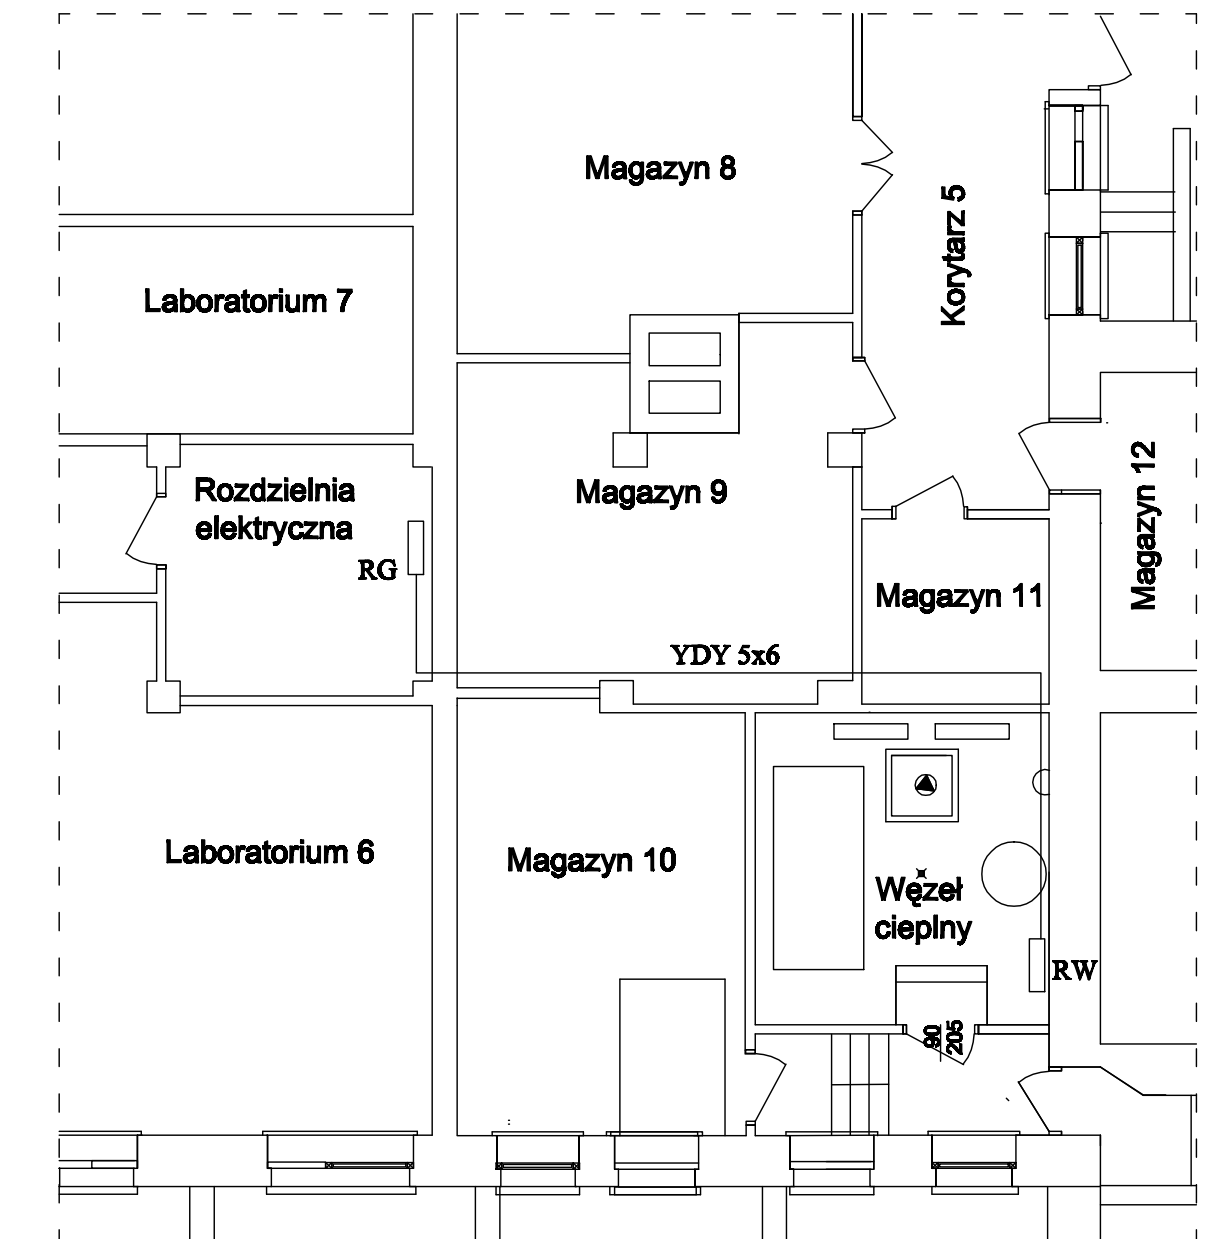 Magazyn 8
Korytarz 5
Laboratorium 7
Rozdzielnia
elektryczna
RG
Magazyn 9
Magazyn 12
Magazyn 11
YDY 5x6
Laboratorium 6
Magazyn 10
Węzeł
cieplny
RW
90
205